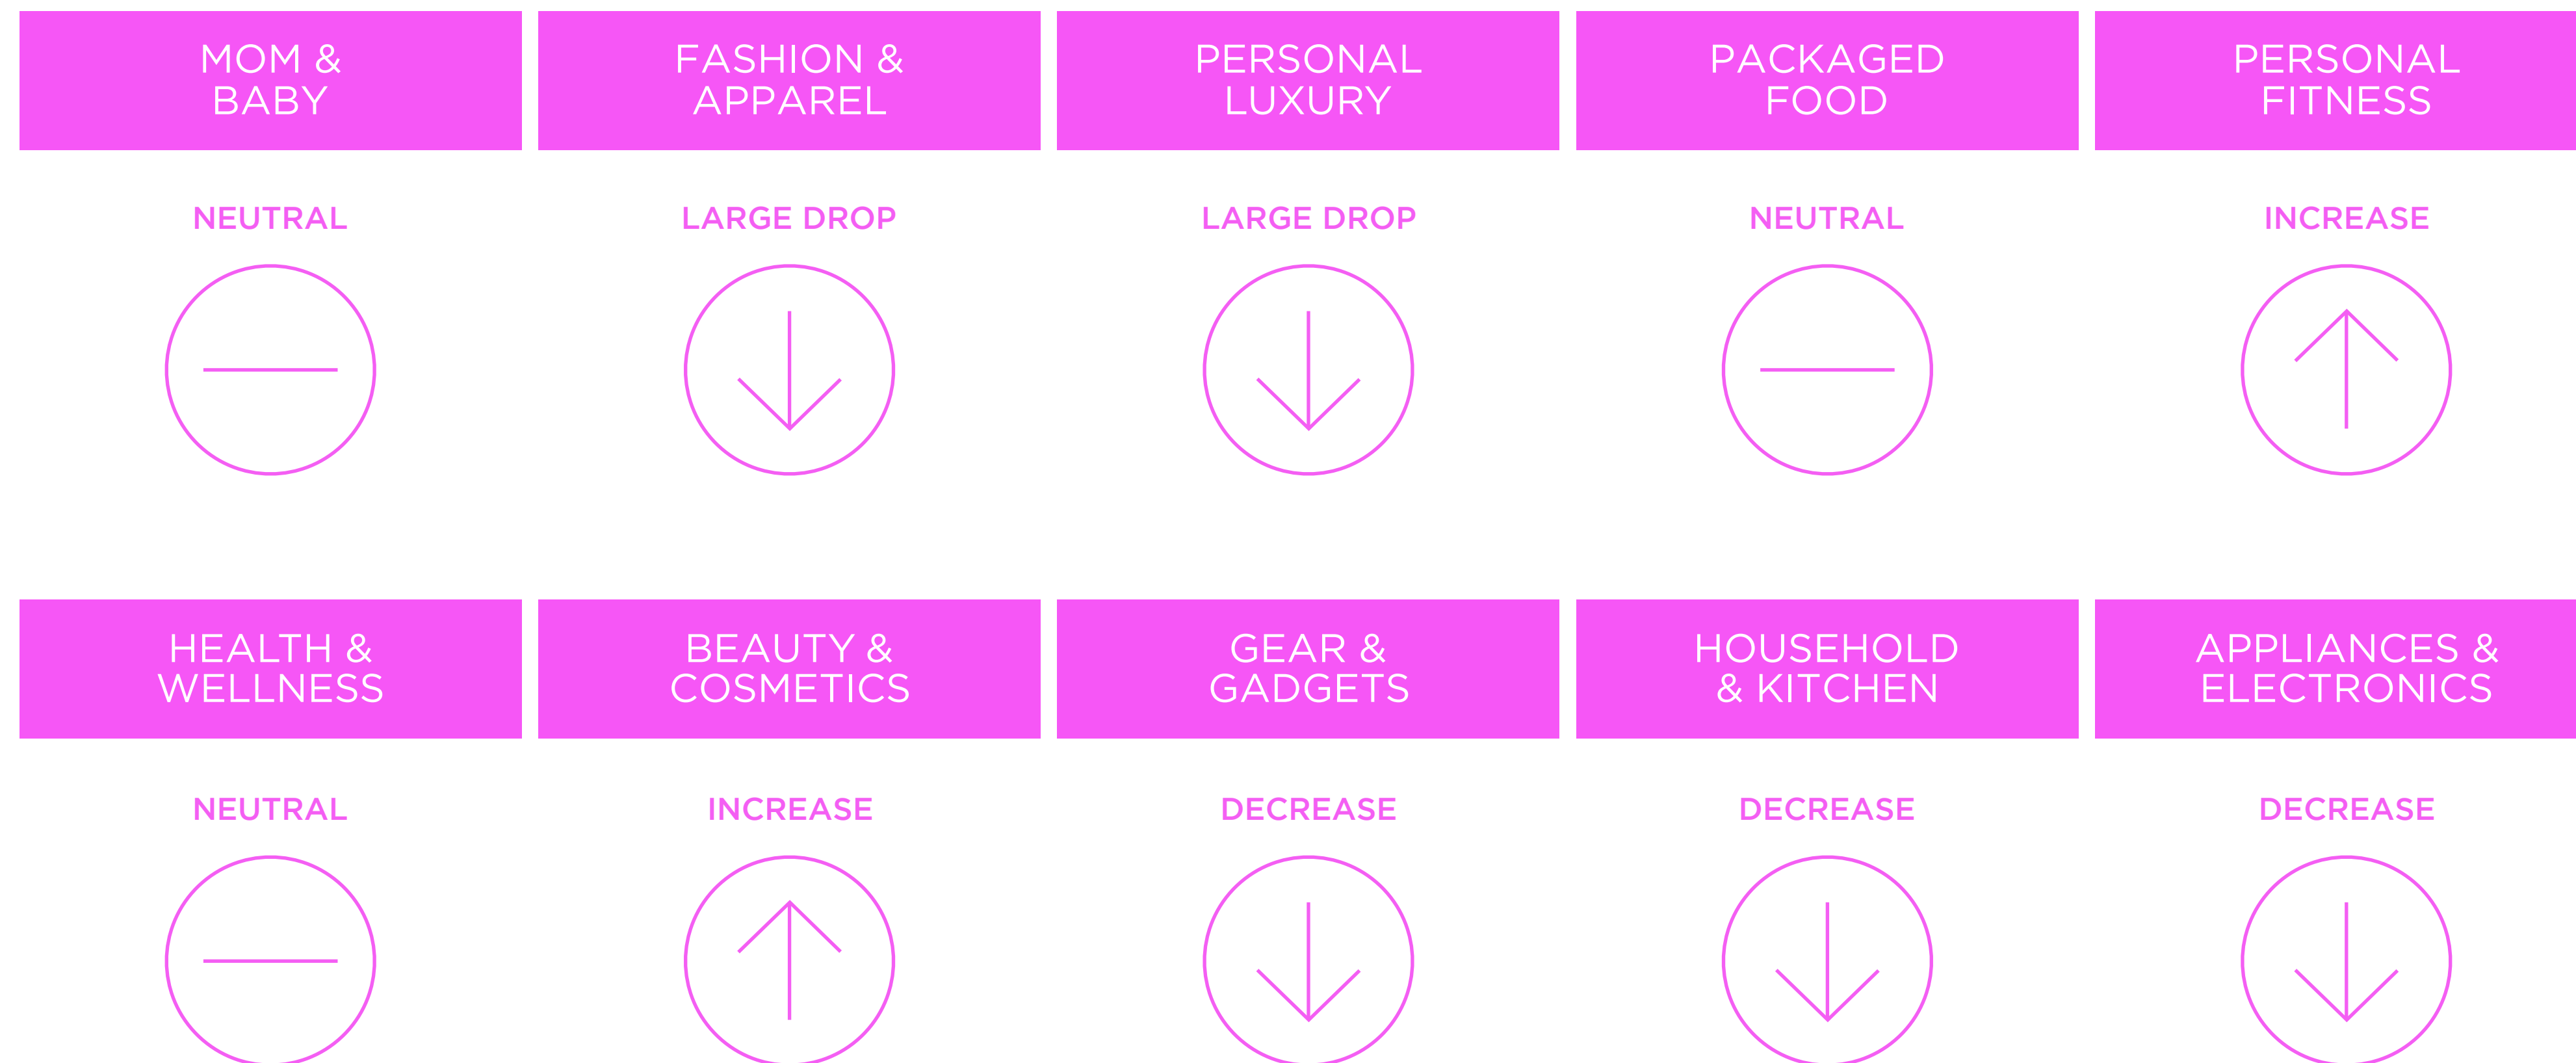 MOM &
BABY
FASHION &
APPAREL
PERSONAL
LUXURY
PACKAGED
FOOD
PERSONAL
FITNESS
NEUTRAL
LARGE DROP
LARGE DROP
NEUTRAL
INCREASE
HEALTH &
WELLNESS
BEAUTY &
COSMETICS
GEAR &
GADGETS
HOUSEHOLD
& KITCHEN
APPLIANCES &
ELECTRONICS
NEUTRAL
INCREASE
DECREASE
DECREASE
DECREASE